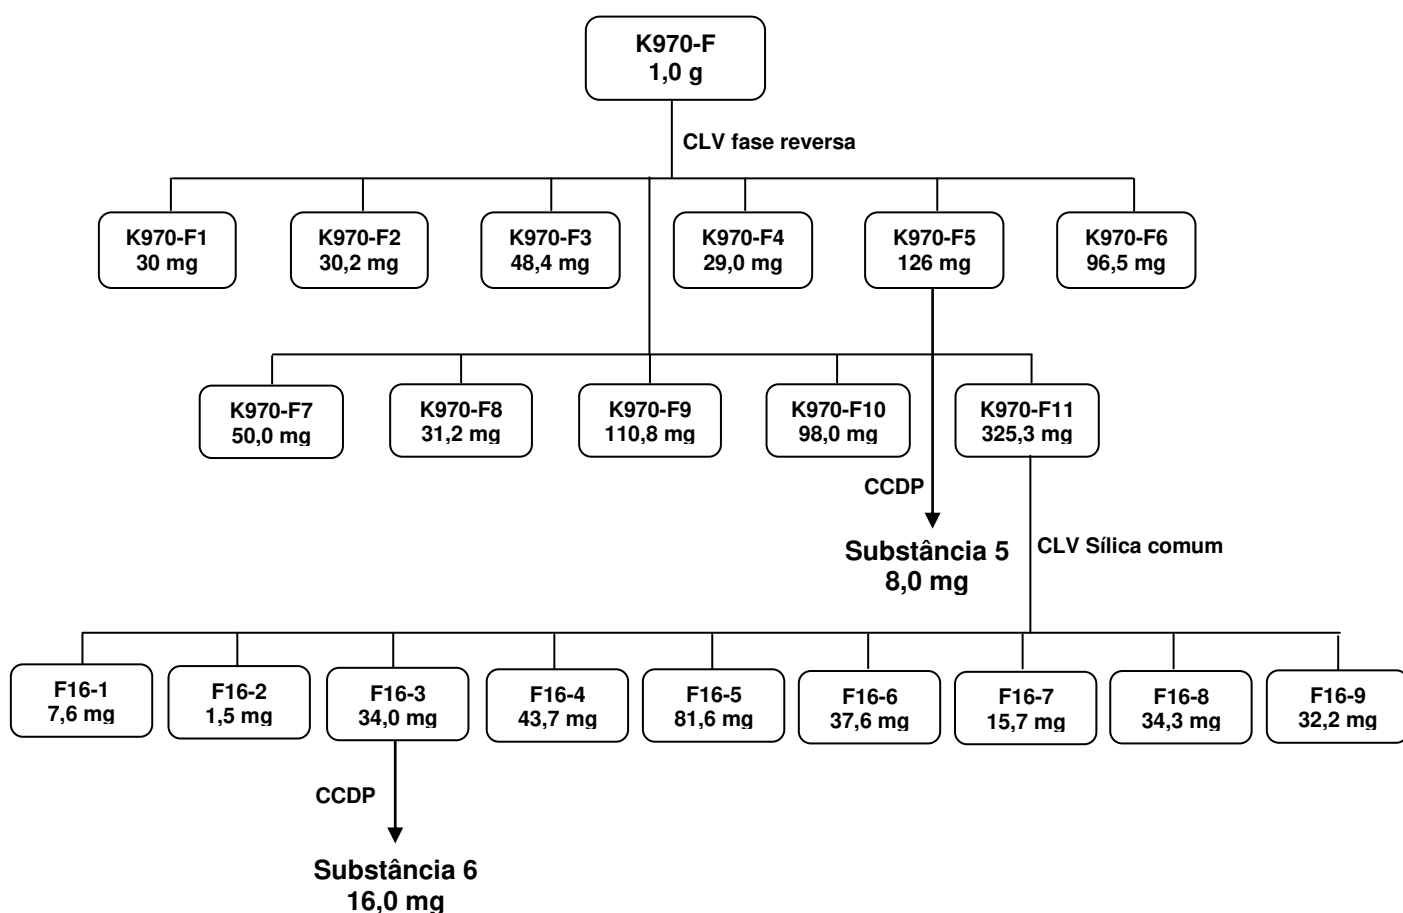 K970-F
1,0 g
CLV fase reversa
K970-F1
30 mg
K970-F2
30,2 mg
K970-F3
48,4 mg
K970-F4
29,0 mg
K970-F5
126 mg
K970-F6
96,5 mg
K970-F7
50,0 mg
K970-F8
31,2 mg
K970-F9
110,8 mg
K970-F10
98,0 mg
K970-F11
325,3 mg
CCDP
Substância 5
8,0 mg
CLV Sílica comum
F16-1
7,6 mg
F16-2
1,5 mg
F16-3
34,0 mg
F16-4
43,7 mg
F16-5
81,6 mg
F16-6
37,6 mg
F16-7
15,7 mg
F16-8
34,3 mg
F16-9
32,2 mg
CCDP
Substância 6
16,0 mg